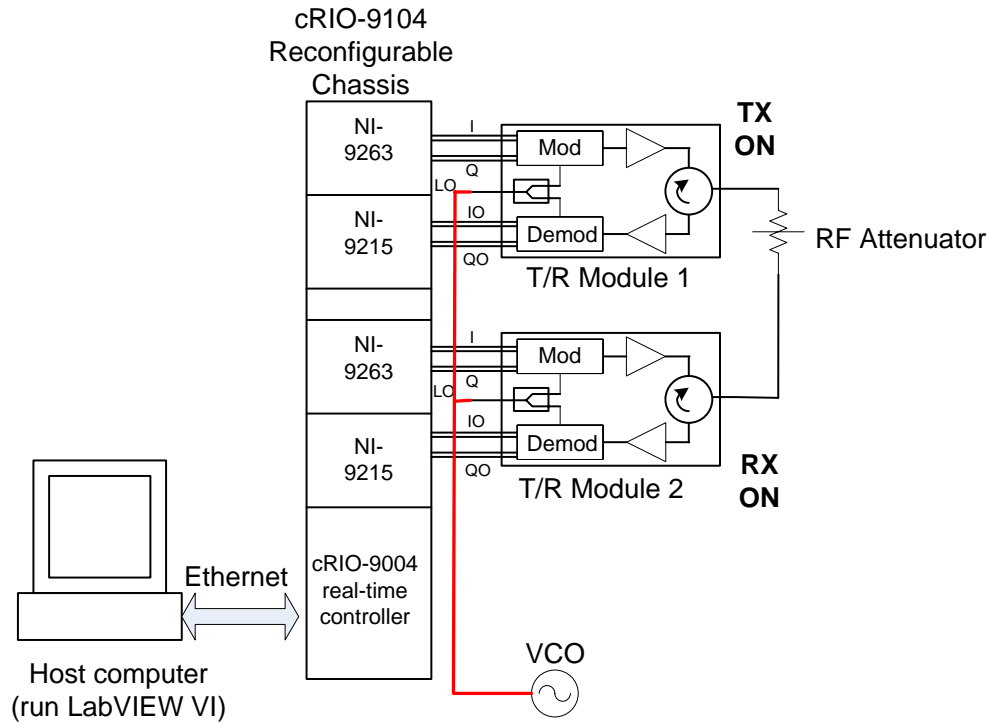 cRIO-9104
Reconfigurable
Chassis
NI-
9263
NI-
9215
NI-
9263
NI-
9215
cRIO-9004
real-time
controller
I
Q
LO
IO
QO
Mod
Demod
T/R Module 1
TX
ON
RF Attenuator
I
Q
LO
IO
QO
Mod
Demod
T/R Module 2
RX
ON
Ethernet
Host computer
(run LabVIEW VI)
VCO